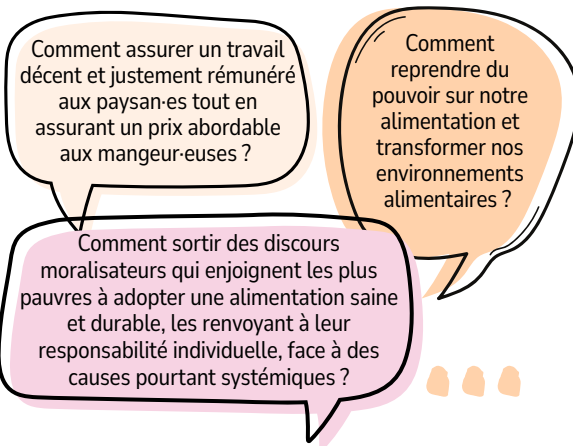 Comment assurer un travail
décent et justement rémunéré
aux paysan·es tout en
assurant un prix abordable
aux mangeur·euses ?
Comment
reprendre du
pouvoir sur notre
alimentation et
transformer nos
environnements
alimentaires ?
Comment sortir des discours
moralisateurs qui enjoignent les plus
pauvres à adopter une alimentation saine
et durable, les renvoyant à leur
responsabilité individuelle, face à des
causes pourtant systémiques ?